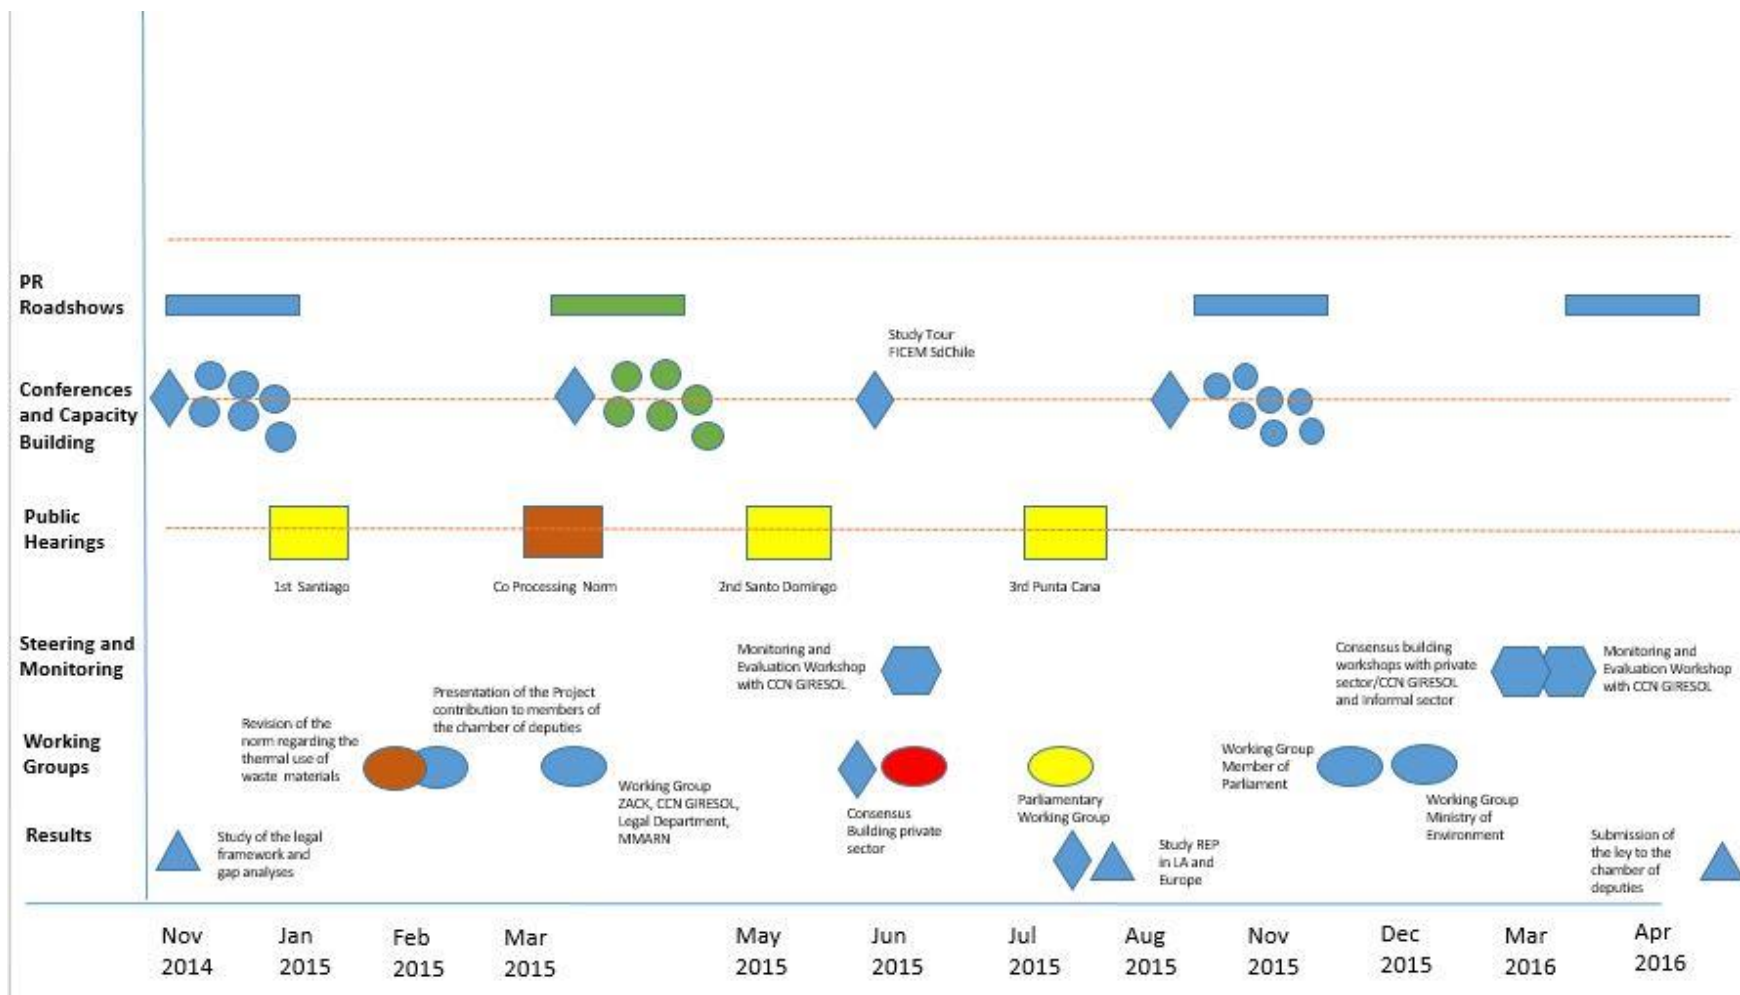 PR
Roadshows
Study Tour
FICEM SdChile
Conferences
and Capacity
Building
Public
Hearings
1st Santiago
Co Processing Norm
2nd Santo Domingo
3rd Punta Cana
Steering and
Monitoring
Monitoring and
Evaluation Workshop
with CCN GIRESOL
Consensus building
workshops with private
sector/CCN GIRESOL
and Informal sector
Monitoring and
Evaluation Workshop
with CCN GIRESOL
Presentation of the Project
contribution to members of
the chamber of deputies
Revision of the
norm regarding the
thermal use of
waste materials
Working
Groups
Working Group
ZACK, CCN GIRESOL,
Legal Department,
MMARN
Consensus
Building private
sector
Parliamentary
Working Group
Working Group
Member of
Parliament
Working Group
Ministry of
Environment
Results
Study of the legal
framework and
gap analyses
Study REP
in LA and
Europe
Submission of
the ley to the
chamber of
deputies
Nov
2014
Jan
2015
Feb
2015
Mar
2015
May
2015
Jun
2015
Jul
2015
Aug
2015
Nov
2015
Dec
2015
Mar
2016
Apr
2016